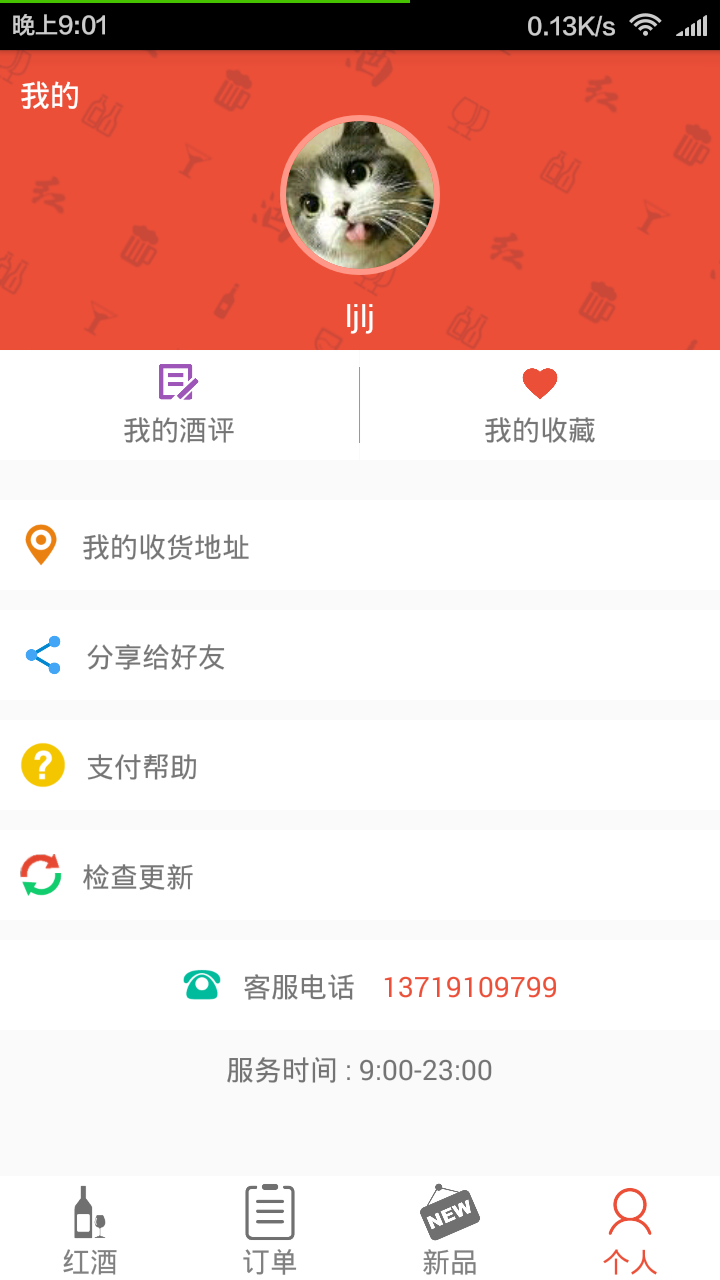 晚上9:01 0.13K/s
我的
ljlj
我的酒评 我的收藏
我的收货地址
分享给好友
支付帮助
检查更新
客服电话 13719109799
服务时间 : 9:00-23:00
NEW
红酒 订单 新品 个人